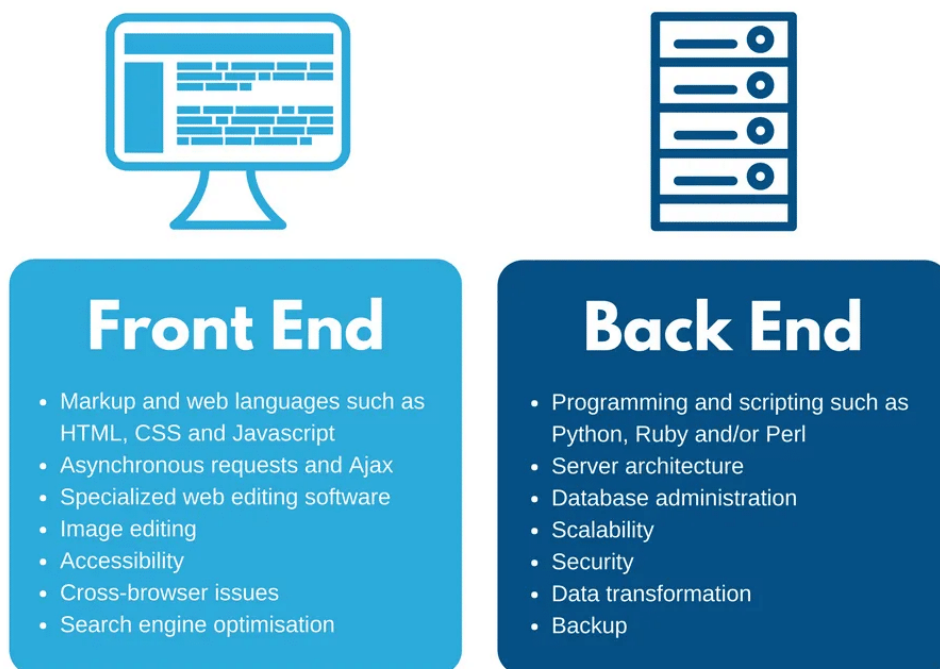 Front End
• Markup and web languages such as
HTML, CSS and Javascript
• Asynchronous requests and Ajax
• Specialized web editing software
• Image editing
• Accessibility
• Cross-browser issues
• Search engine optimisation
Back End
• Programming and scripting such as
Python, Ruby and/or Perl
• Server architecture
• Database administration
• Scalability
• Security
• Data transformation
• Backup